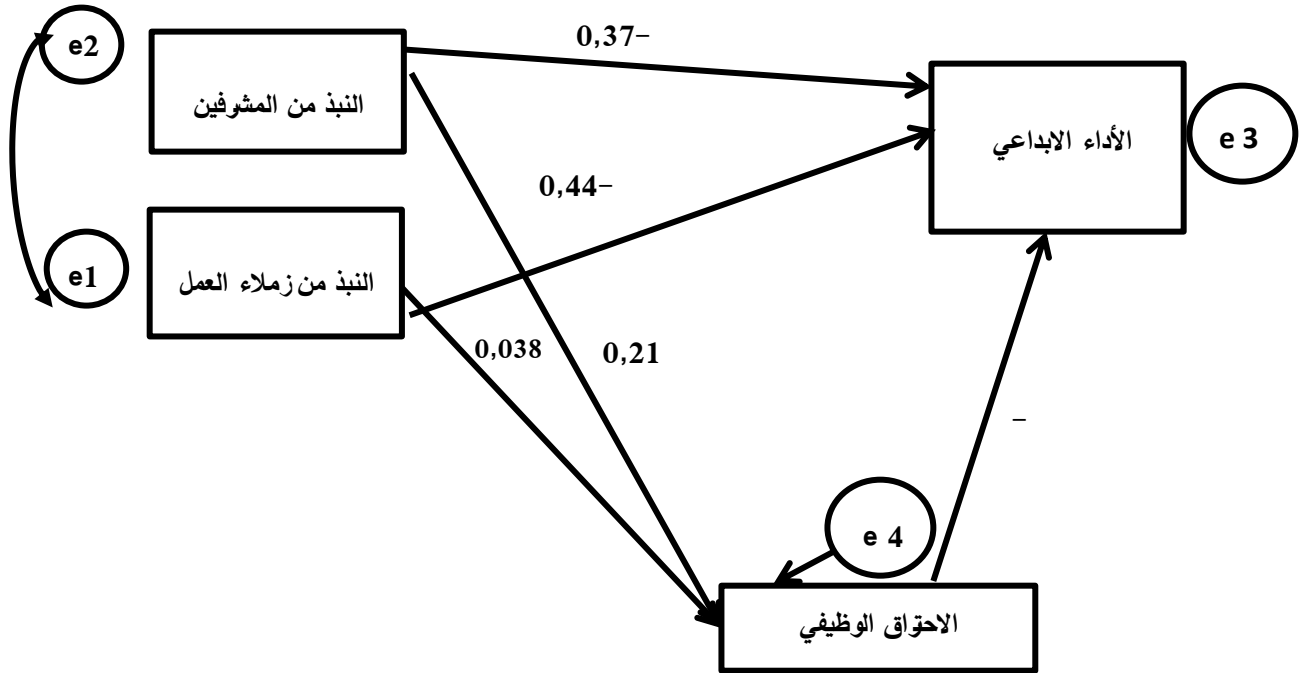 e2
النبذ من المشرفين
0,37-
الأداء الابداعي
e 3
0,44-
e1
النبذ من زملاء العمل
0,038
0,21
-
e 4
الاحتراق الوظيفي